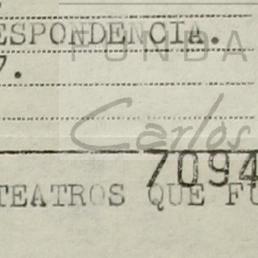 ESPONDENCIA.
FUNDA
7.
Carlos
7094
TEATROS QUE FU